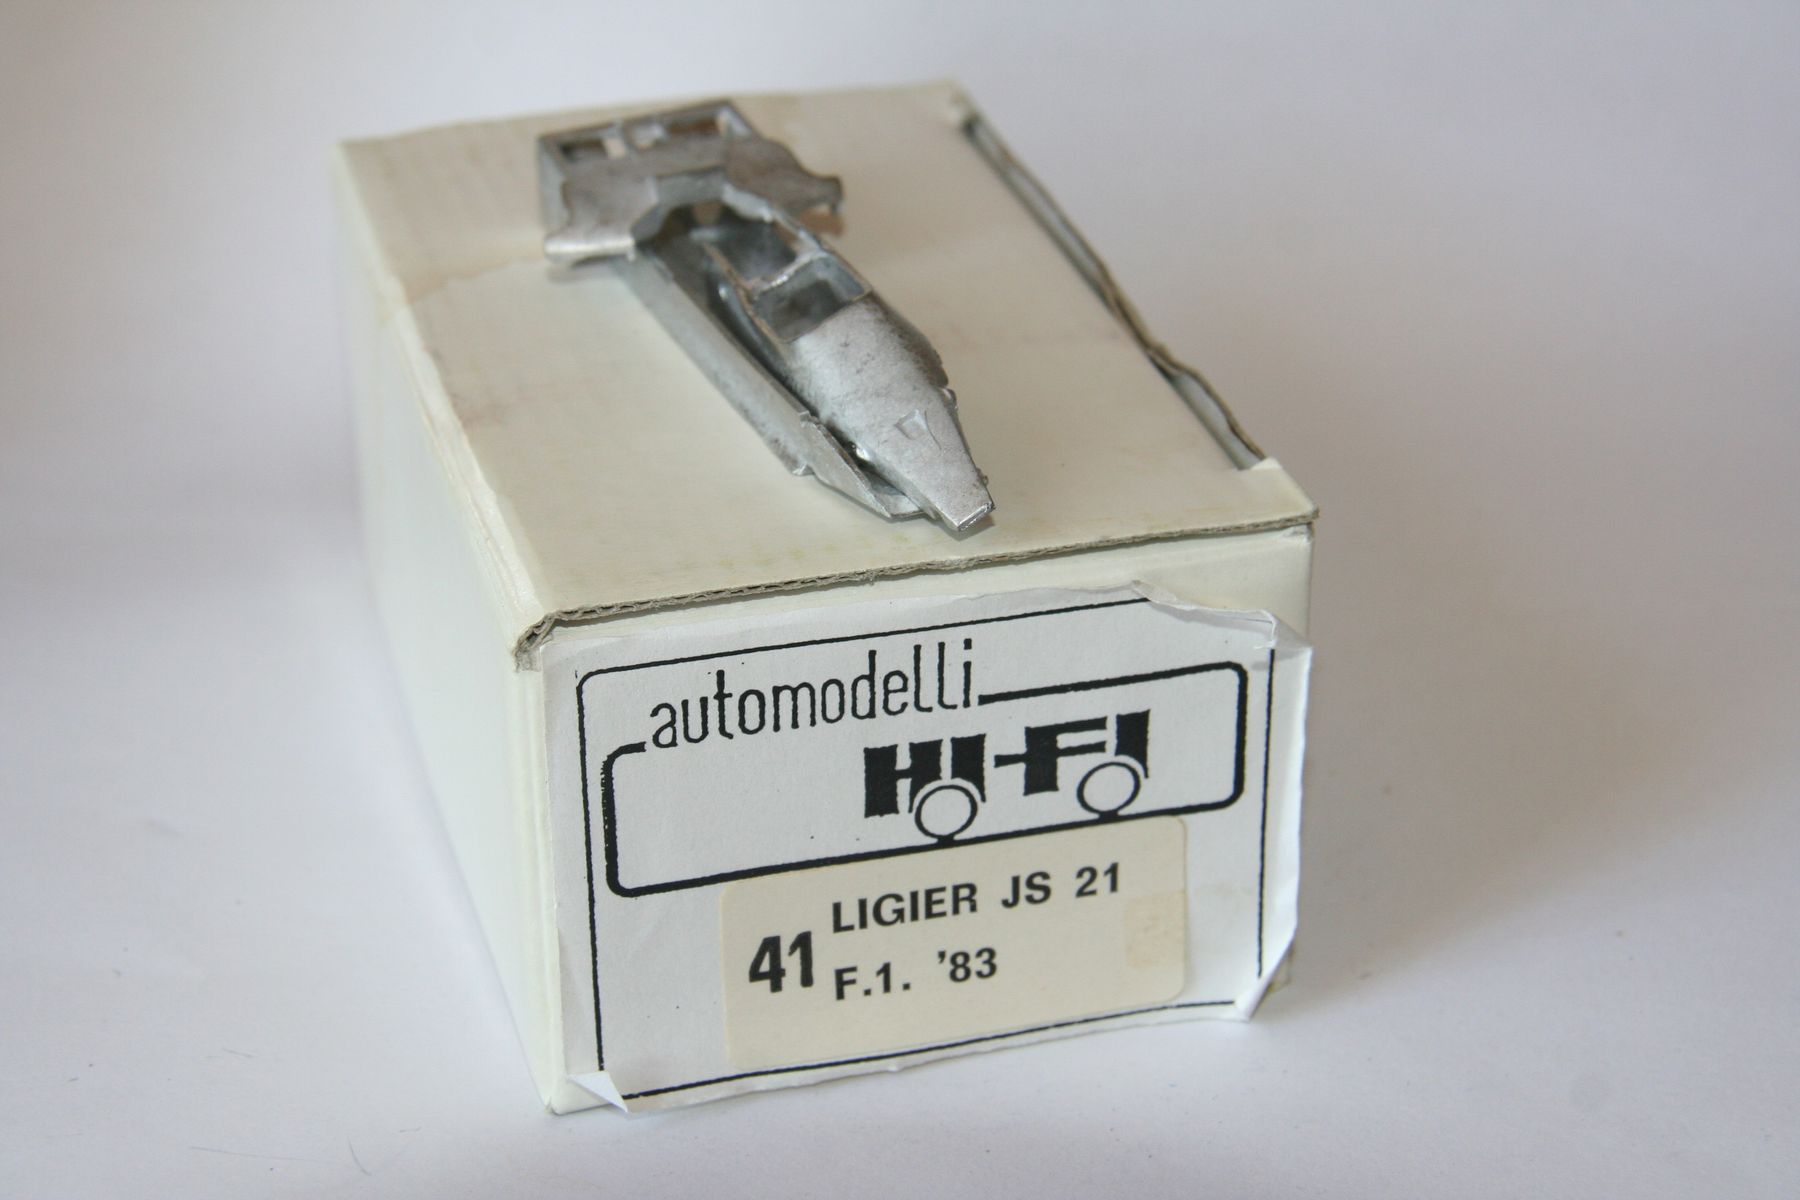 automodelli
HI-FI
41
LIGIER JS 21
F.1. '83